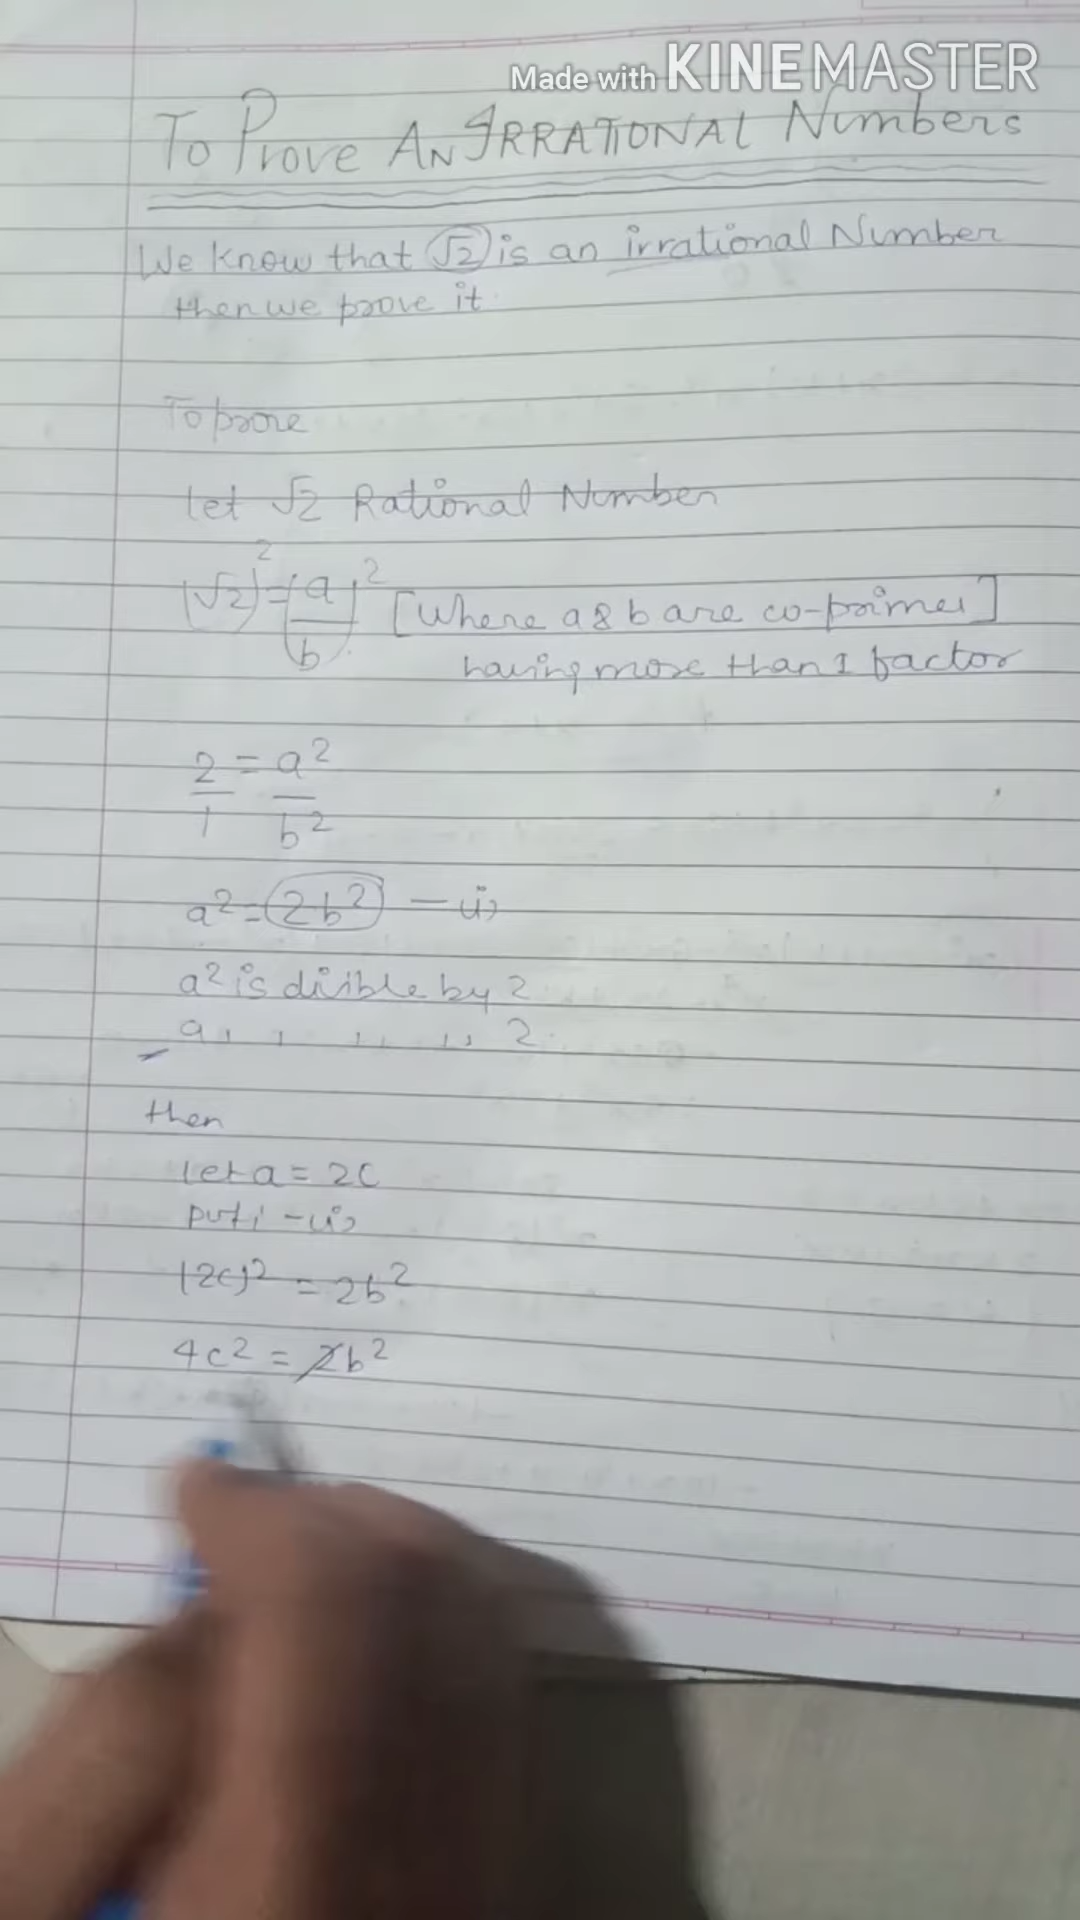 Made with KINEMASTER
To Prove AN IRRATIONAL Numbers
We know that √2 is an irrational Number
then we prove it.
To prove
let √2 Rational Number
(√2)² = (a/b)² [Where a & b are co-primes]
having more than 1 factor
2/1 = a²/b²
a² = 2b² — (i)
a² is divible by 2
a , , ,, ,, 2.
then
let a = 2c
put i - (i)
(2c)² = 2b²
4c² = 2b²